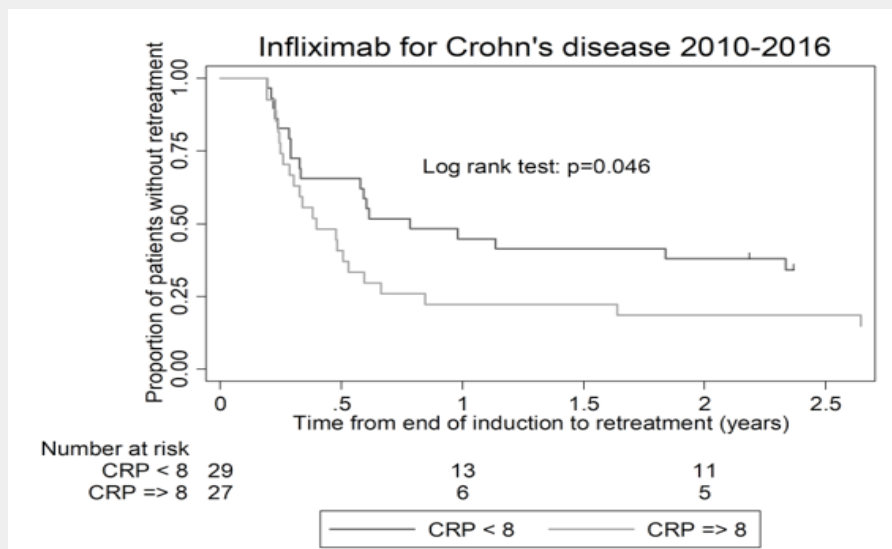 Infliximab for Crohn's disease 2010-2016
Proportion of patients without retreatment
1.00
0.75
0.50
0.25
0.00
Log rank test: p=0.046
0 .5 1 1.5 2 2.5
Time from end of induction to retreatment (years)
Number at risk
CRP < 8 29 13 11
CRP => 8 27 6 5
CRP < 8 CRP => 8